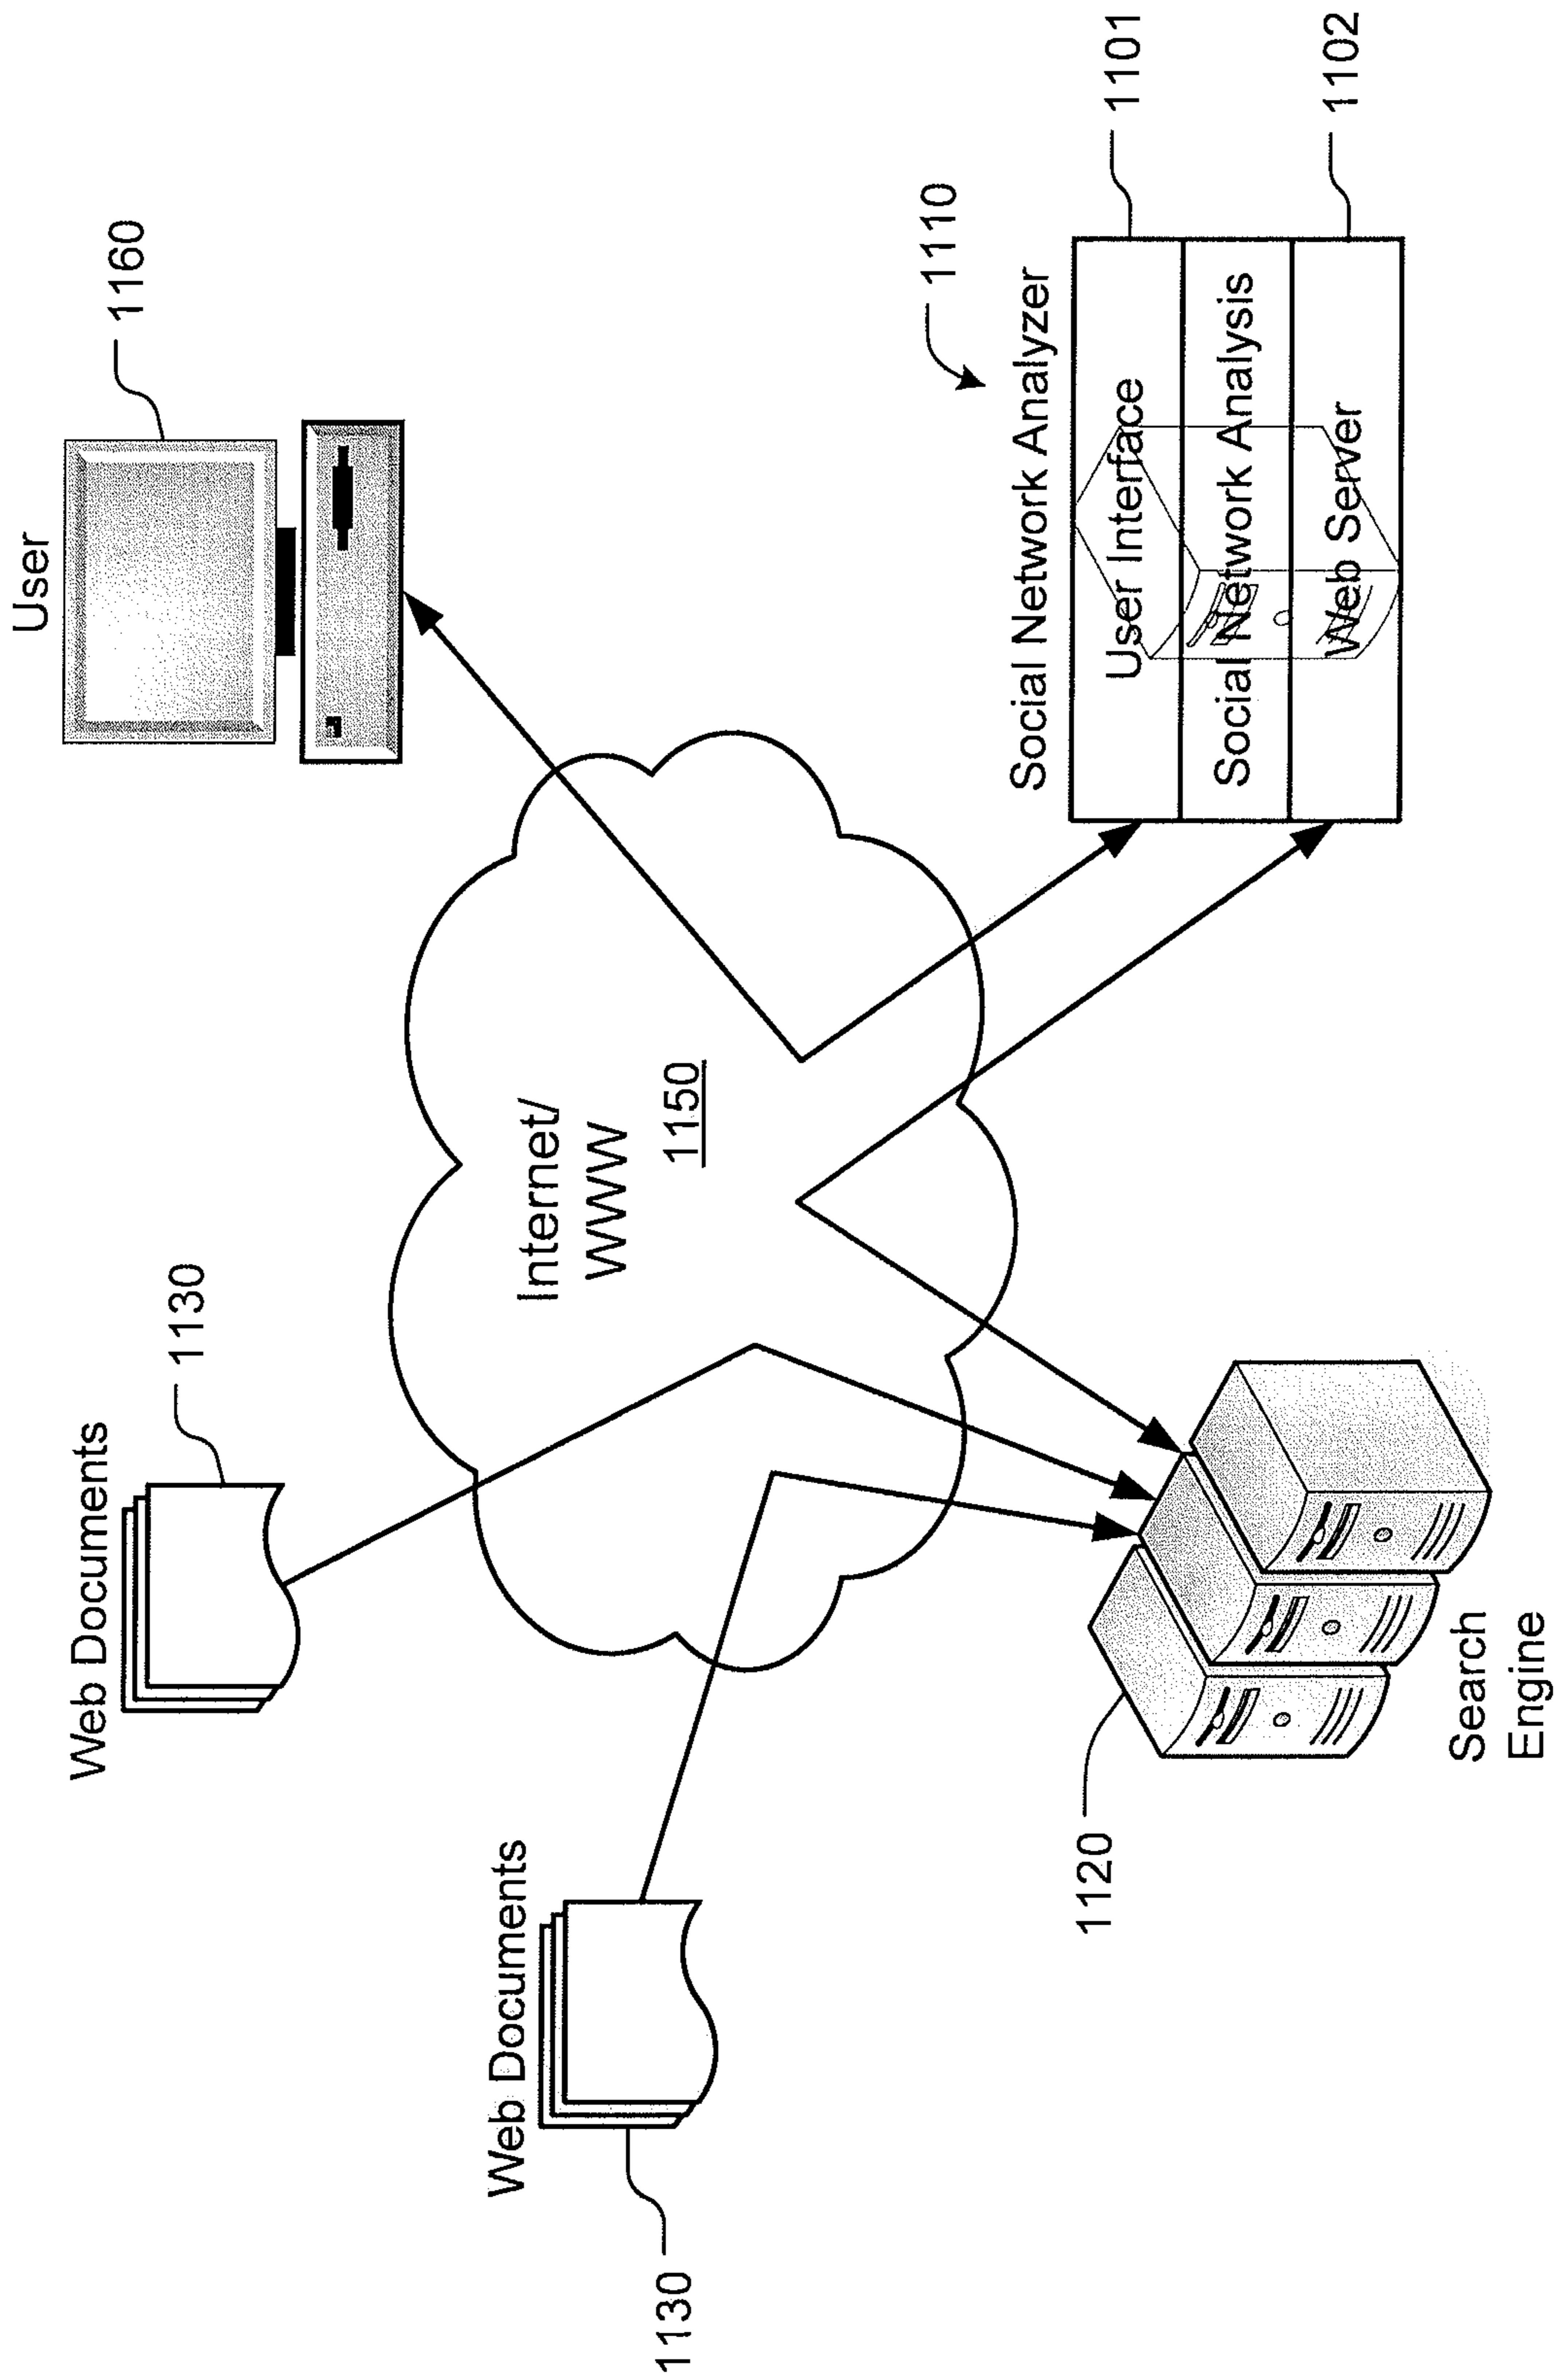 Web Documents
1130
User
1160
Web Documents
1130
Internet/
WWW
1150
1110
Social Network Analyzer
User Interface
1101
Social Network Analysis
Web Server
1102
1120
Search
Engine